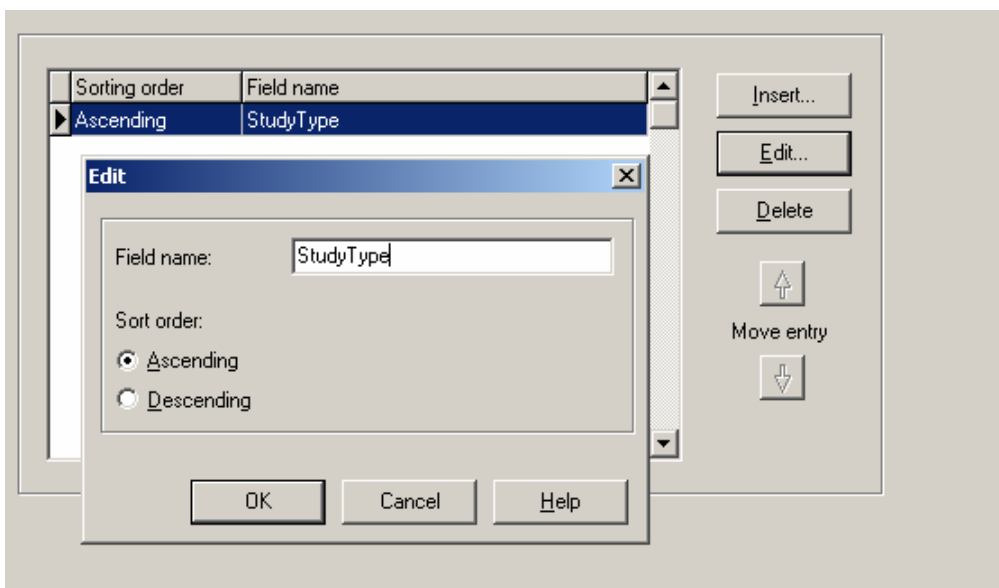 Sorting order Field name
Ascending StudyType
Insert...
Edit...
Delete
Move entry
Edit
Field name: StudyType
Sort order:
Ascending
Descending
OK Cancel Help